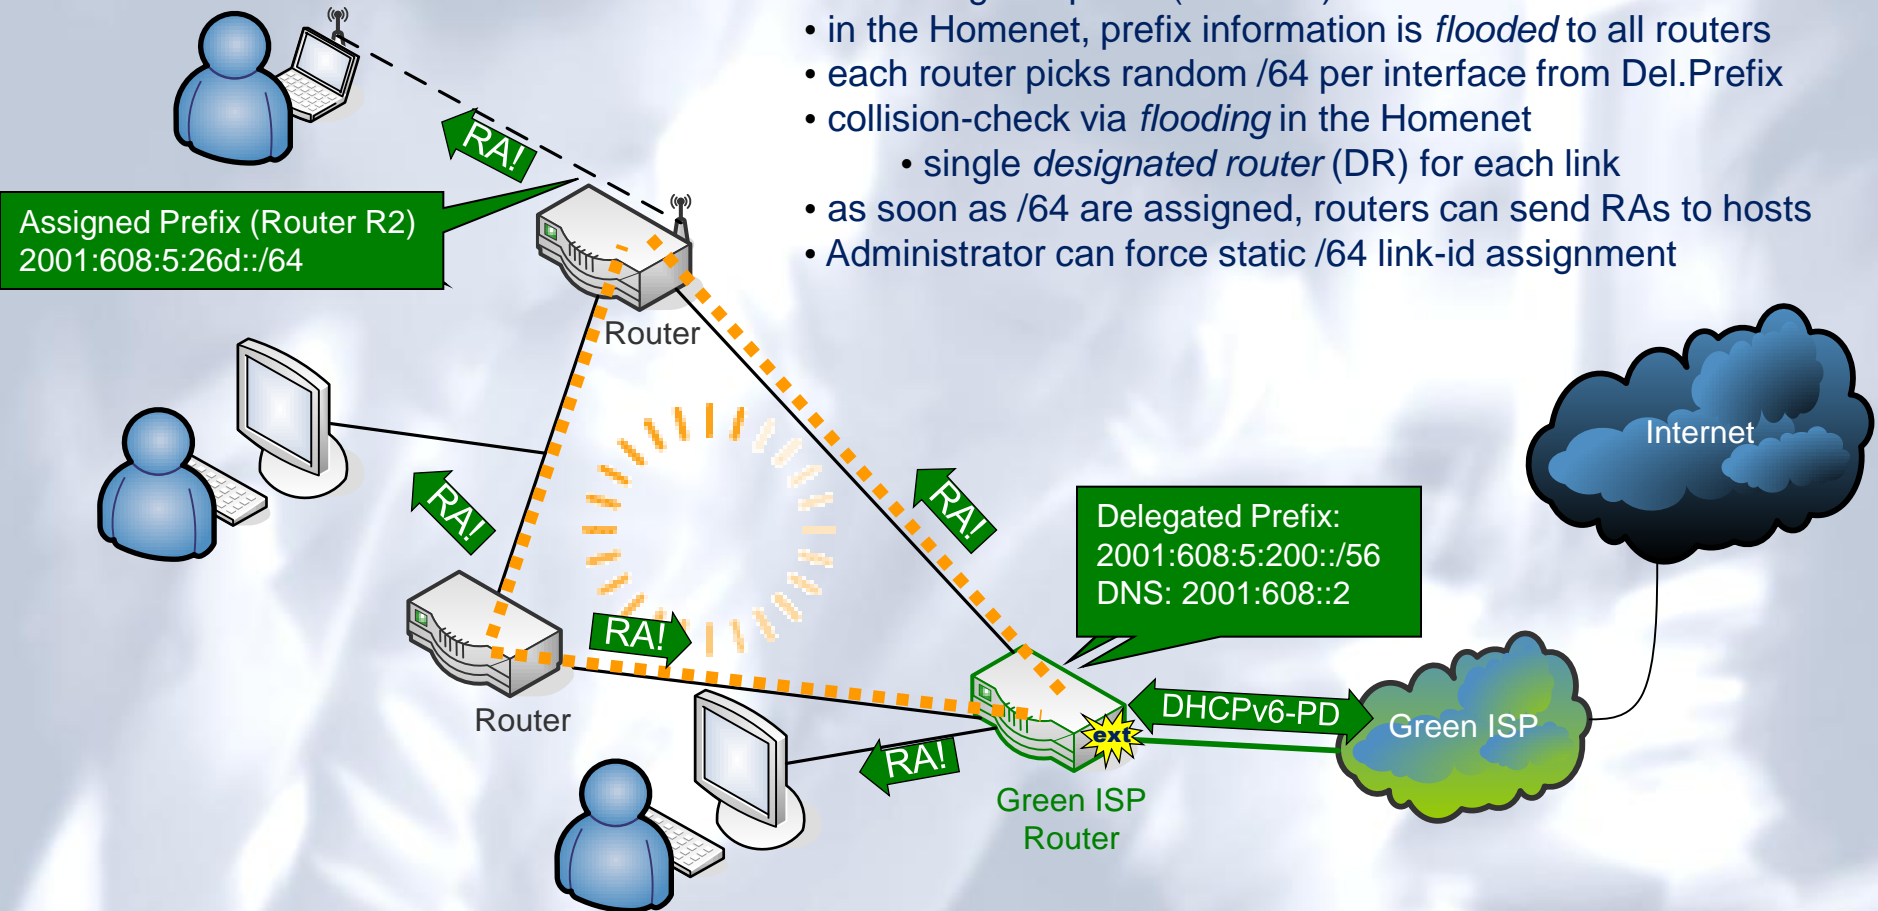 • in the Homenet, prefix information is flooded to all routers
• each router picks random /64 per interface from Del.Prefix
• collision-check via flooding in the Homenet
• single designated router (DR) for each link
• as soon as /64 are assigned, routers can send RAs to hosts
• Administrator can force static /64 link-id assignment
RA!
Assigned Prefix (Router R2)
2001:608:5:26d::/64
Router
Internet
RA!
RA!
Delegated Prefix:
2001:608:5:200::/56
DNS: 2001:608::2
RA!
Router
DHCPv6-PD
Green ISP
ext
RA!
Green ISP
Router